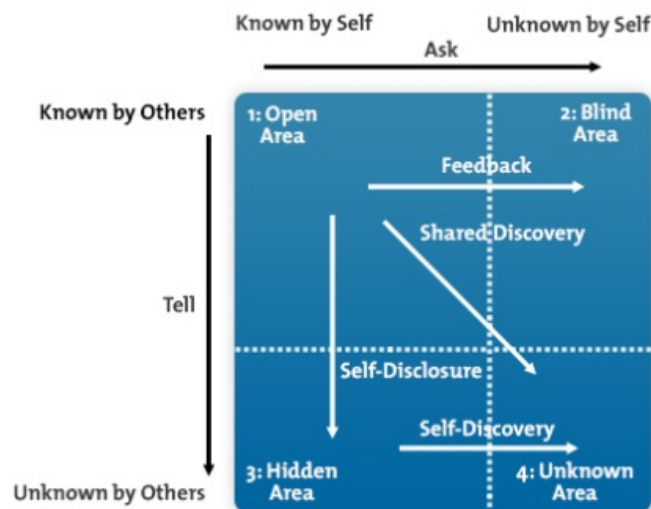 Known by Self
Unknown by Self
Ask
Known by Others
1: Open
Area
2: Blind
Area
Feedback
Shared Discovery
Tell
Self-Disclosure
Self-Discovery
3: Hidden
Area
4: Unknown
Area
Unknown by Others